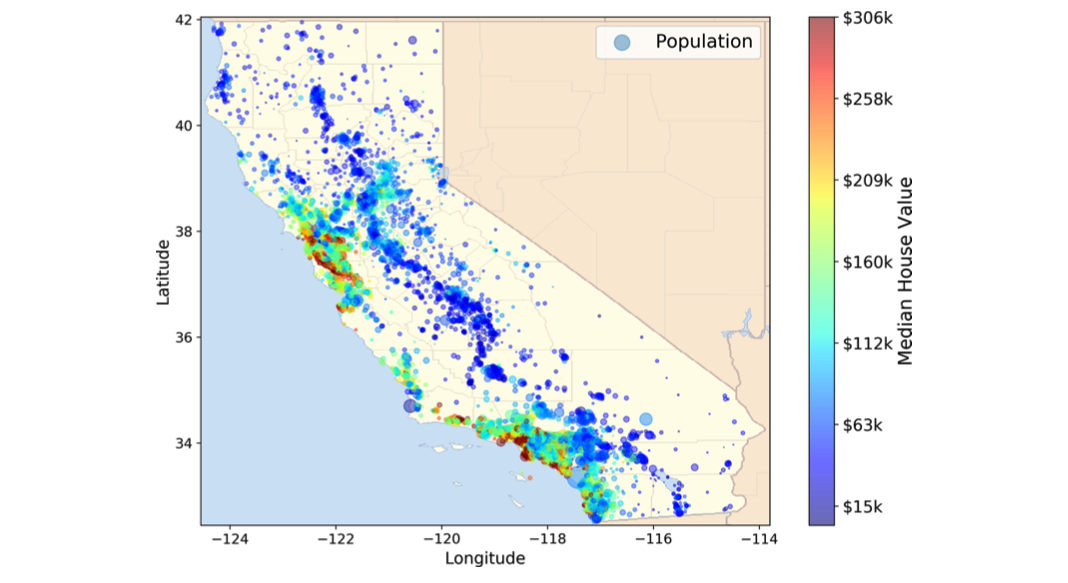 42
40
38
36
34
Latitude
−124 −122 −120 −118 −116 −114
Longitude
Population
$306k
$258k
$209k
$160k
$112k
$63k
$15k
Median House Value